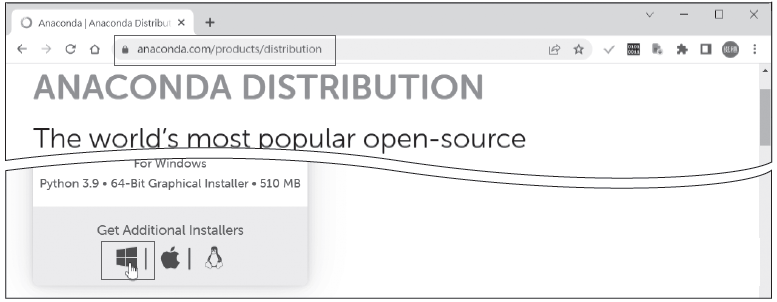 Anaconda | Anaconda Distribut
anaconda.com/products/distribution
ANACONDA DISTRIBUTION
The world's most popular open-source
For Windows
Python 3.9 • 64-Bit Graphical Installer • 510 MB
Get Additional Installers